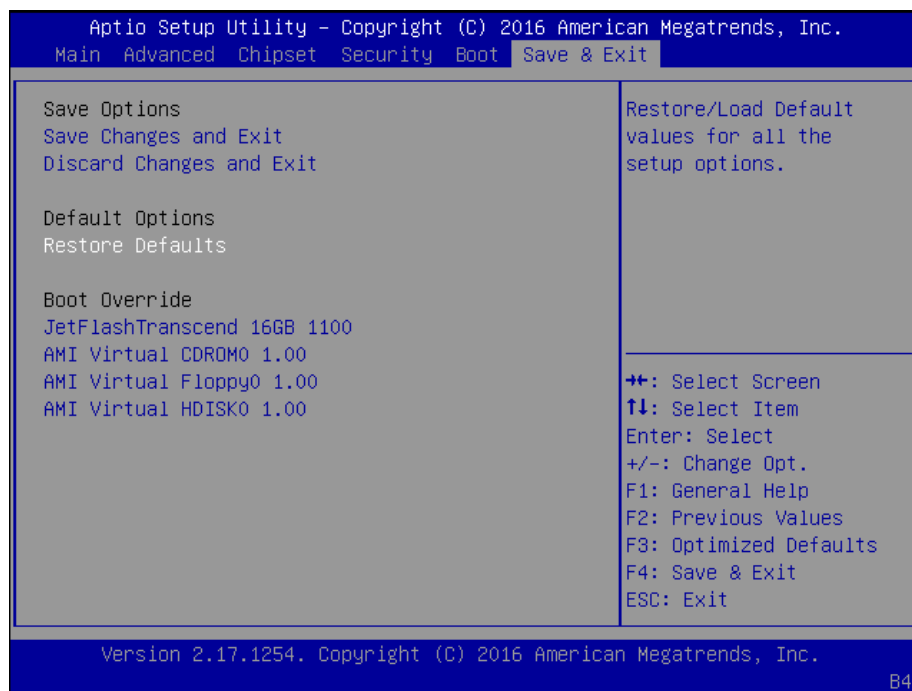 Aptio Setup Utility – Copyright (C) 2016 American Megatrends, Inc.
Main Advanced Chipset Security Boot Save & Exit
Save Options
Save Changes and Exit
Discard Changes and Exit
Default Options
Restore Defaults
Boot Override
JetFlashTranscend 16GB 1100
AMI Virtual CDROM0 1.00
AMI Virtual Floppy0 1.00
AMI Virtual HDISK0 1.00
Restore/Load Default
values for all the
setup options.
→←: Select Screen
↑↓: Select Item
Enter: Select
+/-: Change Opt.
F1: General Help
F2: Previous Values
F3: Optimized Defaults
F4: Save & Exit
ESC: Exit
Version 2.17.1254. Copyright (C) 2016 American Megatrends, Inc.
B4